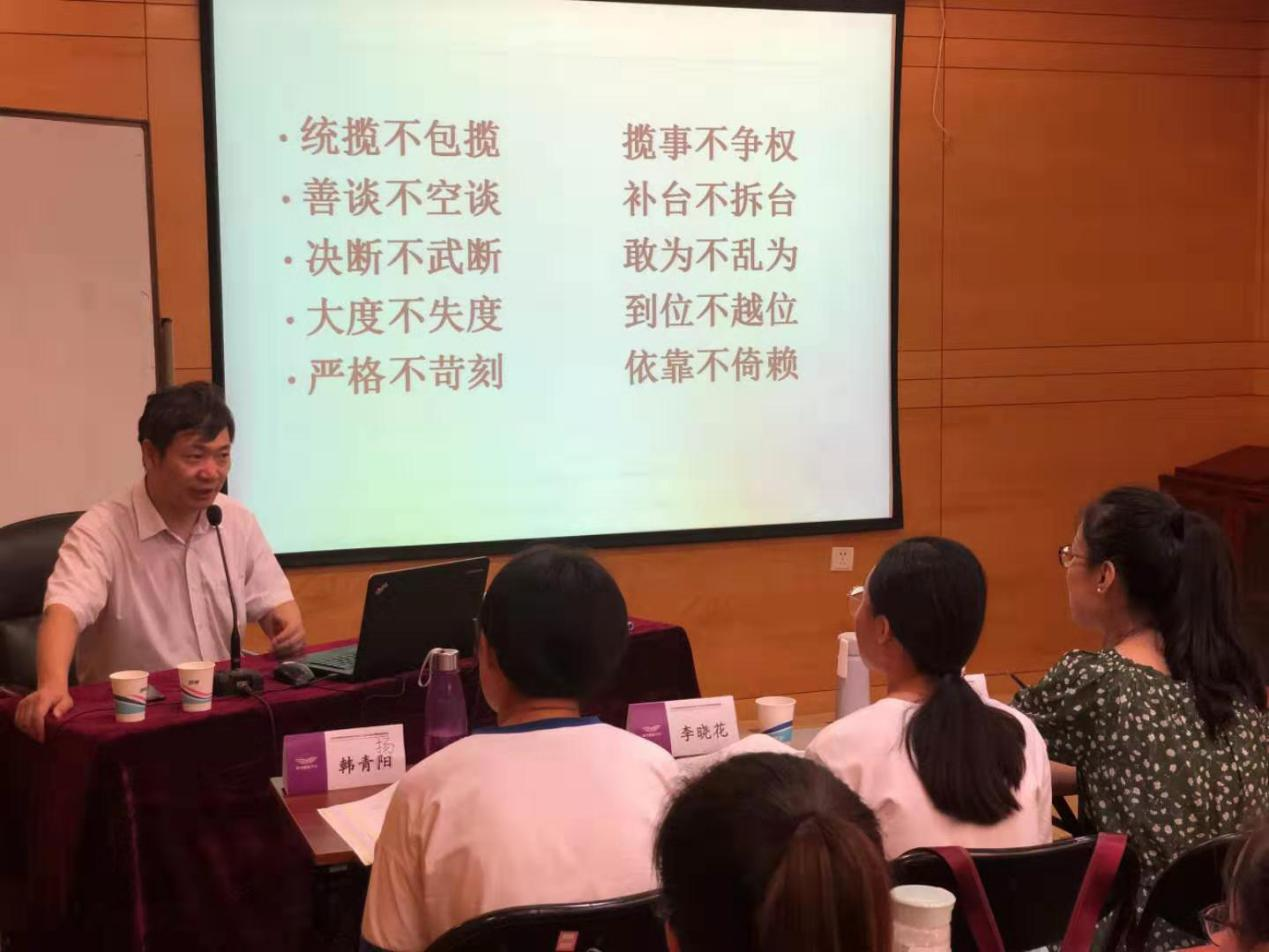 · 统揽不包揽 揽事不争权
· 善谈不空谈 补台不拆台
· 决断不武断 敢为不乱为
· 大度不失度 到位不越位
· 严格不苛刻 依靠不倚赖
扬
韩青阳
李晓花